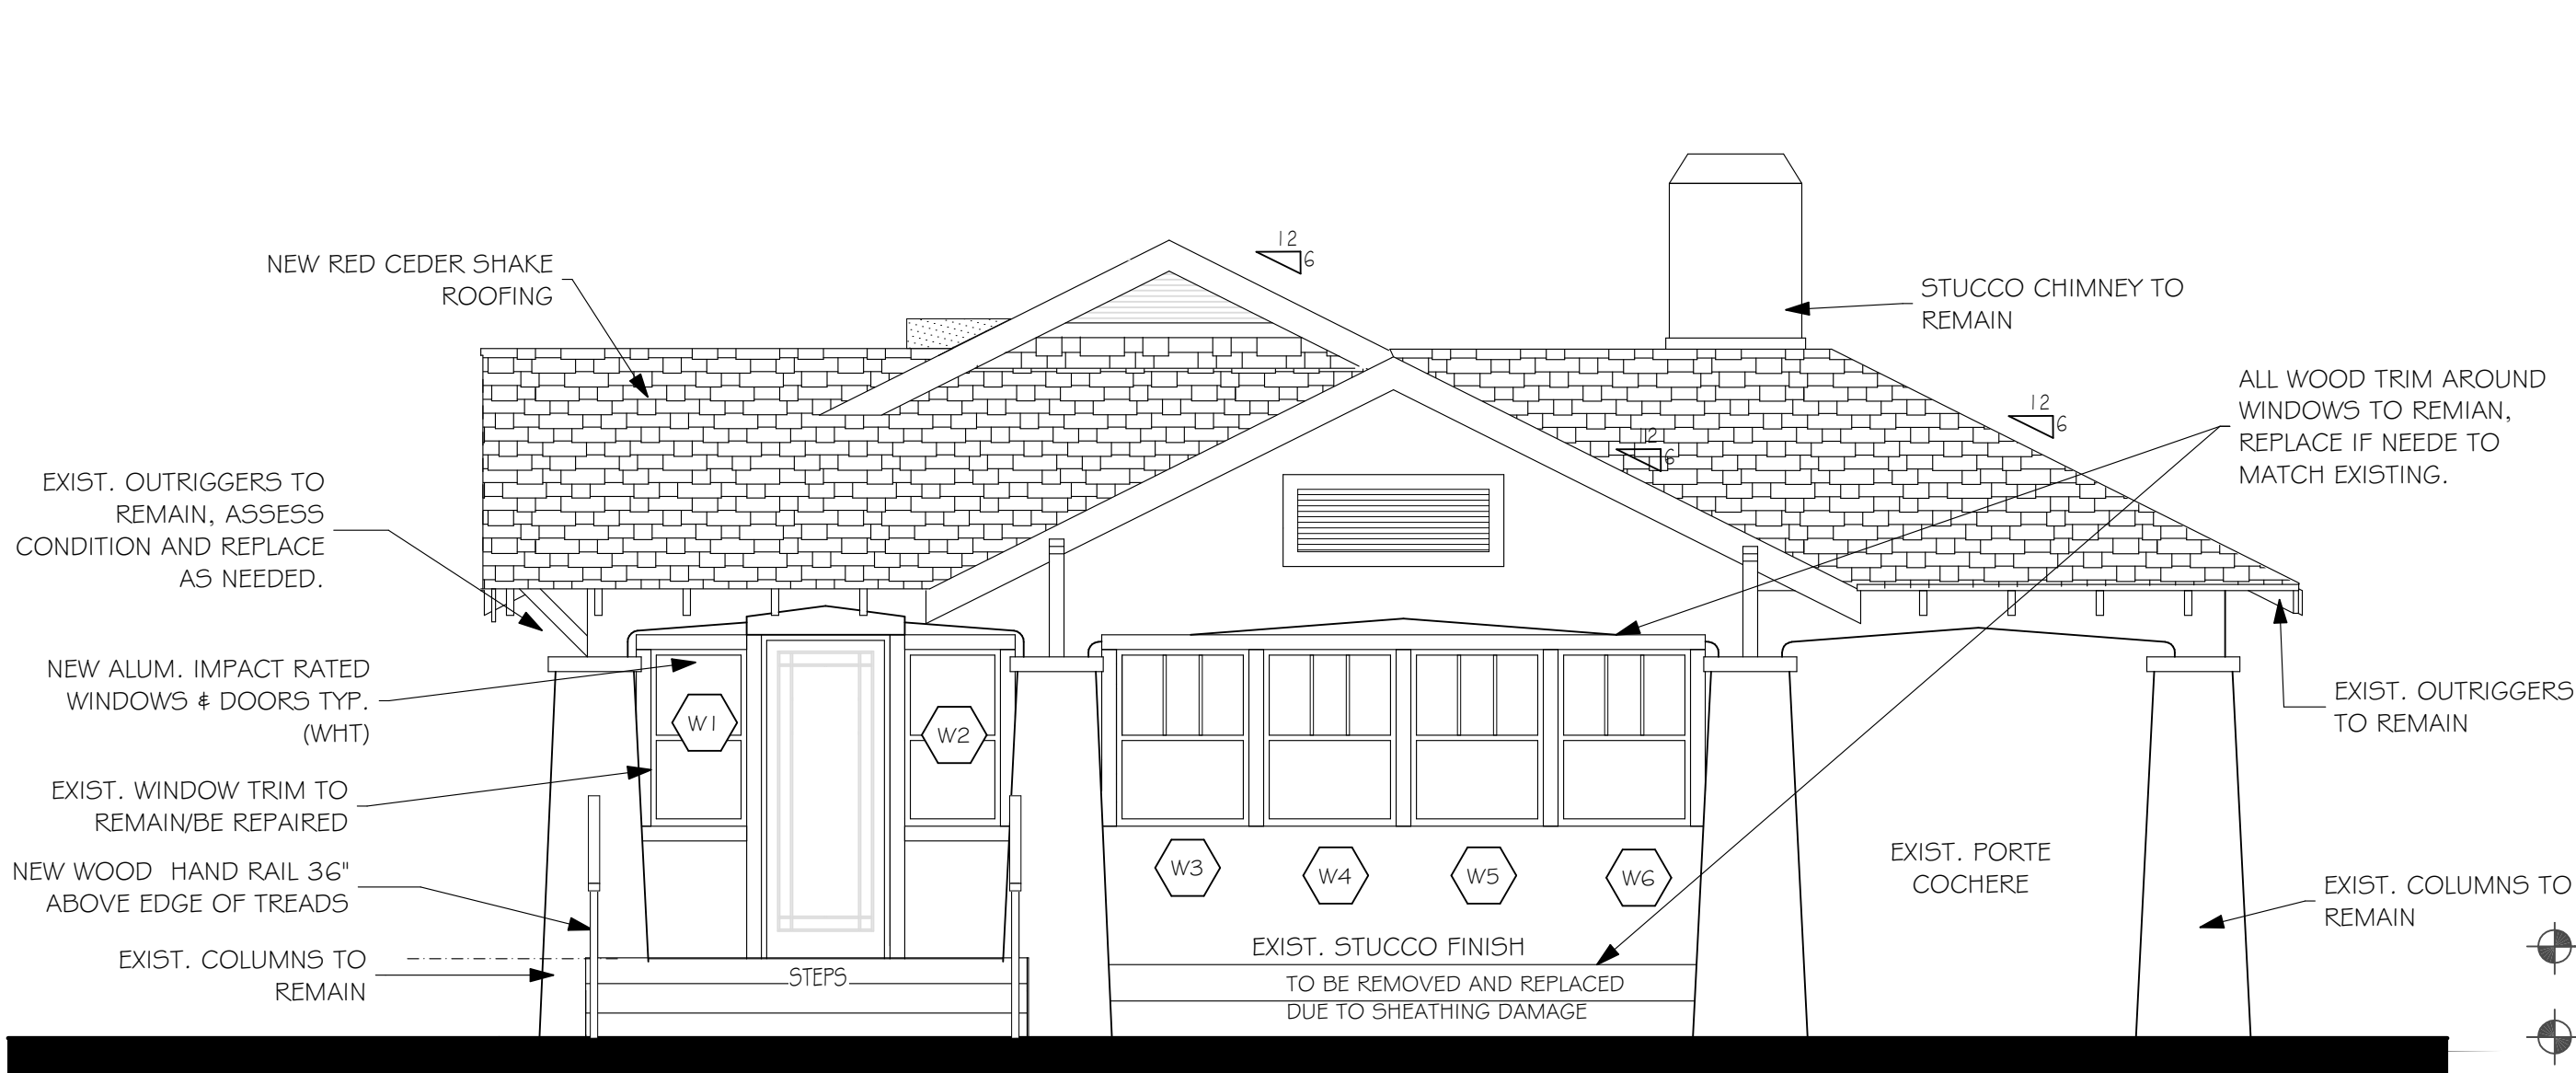 12
6
NEW RED CEDER SHAKE
ROOFING
STUCCO CHIMNEY TO
REMAIN
12
6
12
6
ALL WOOD TRIM AROUND
WINDOWS TO REMIAN,
REPLACE IF NEEDE TO
MATCH EXISTING.
EXIST. OUTRIGGERS TO
REMAIN, ASSESS
CONDITION AND REPLACE
AS NEEDED.
NEW ALUM. IMPACT RATED
WINDOWS & DOORS TYP.
(WHT)
W1
W2
EXIST. OUTRIGGERS
TO REMAIN
EXIST. WINDOW TRIM TO
REMAIN/BE REPAIRED
NEW WOOD HAND RAIL 36"
ABOVE EDGE OF TREADS
W3
W4
W5
W6
EXIST. PORTE
COCHERE
EXIST. COLUMNS TO
REMAIN
EXIST. COLUMNS TO
REMAIN
STEPS
EXIST. STUCCO FINISH
TO BE REMOVED AND REPLACED
DUE TO SHEATHING DAMAGE